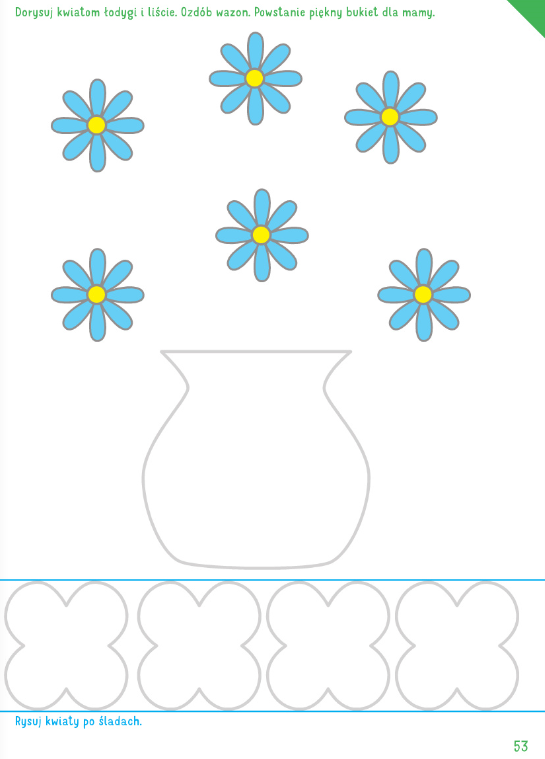 Dorysuj kwiatom łodygi i liście. Ozdób wazon. Powstanie piękny bukiet dla mamy.
Rysuj kwiaty po śladach.
53